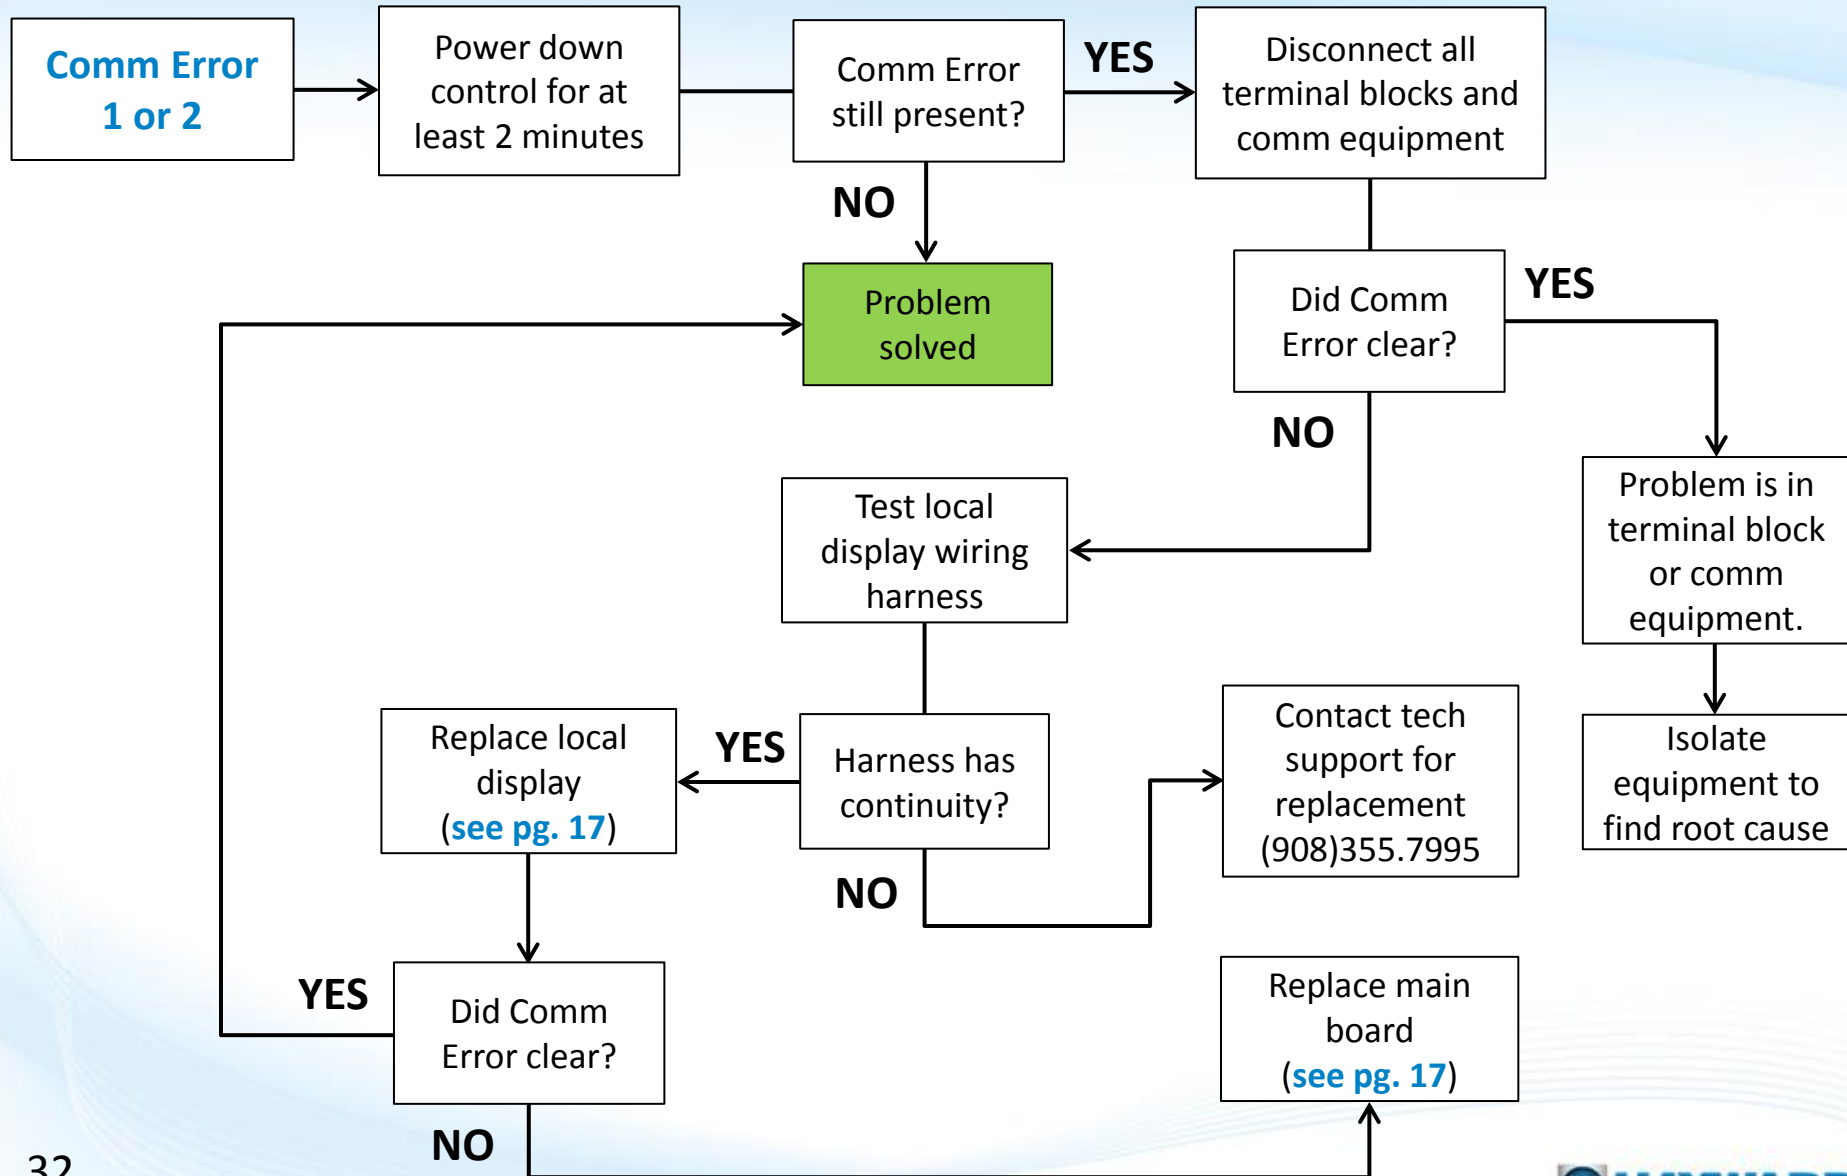 Comm Error
1 or 2
Power down
control for at
least 2 minutes
Comm Error
still present?
YES
Disconnect all
terminal blocks and
comm equipment
NO
Problem
solved
Did Comm
Error clear?
YES
NO
Test local
display wiring
harness
Problem is in
terminal block
or comm
equipment.
Isolate
equipment to
find root cause
Harness has
continuity?
YES
Replace local
display
(see pg. 17)
NO
Contact tech
support for
replacement
(908)355.7995
Did Comm
Error clear?
YES
NO
Replace main
board
(see pg. 17)
32